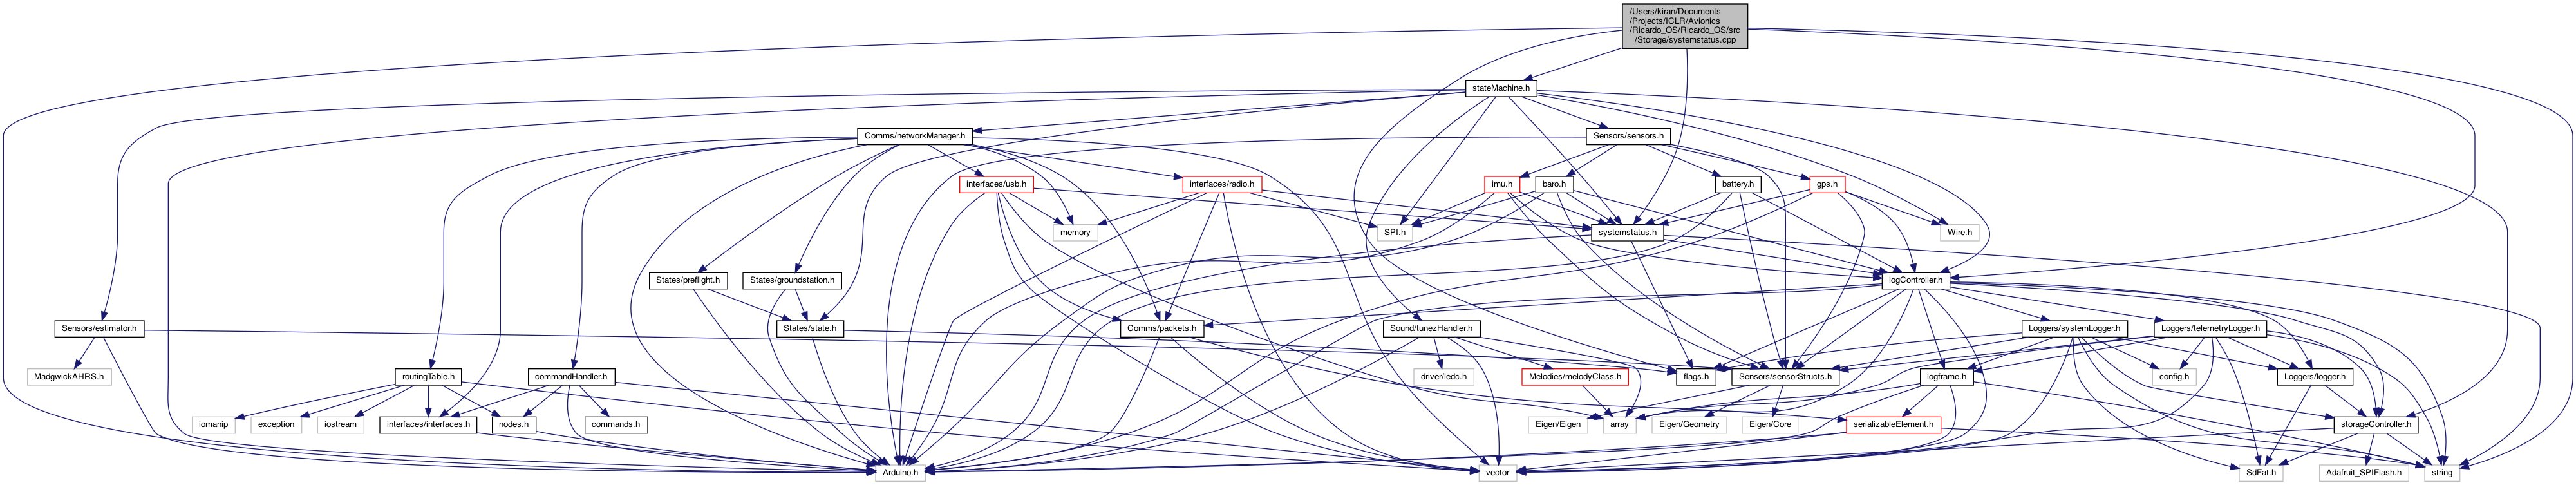 /Users/kiran/Documents
/Projects/ICLR/Avionics
/Ricardo_OS/Ricardo_OS/src
/Storage/systemstatus.cpp
stateMachine.h
Comms/networkManager.h
Sensors/sensors.h
interfaces/usb.h
interfaces/radio.h
imu.h
baro.h
battery.h
gps.h
memory
SPI.h
systemstatus.h
Wire.h
States/preflight.h
States/groundstation.h
logController.h
Sensors/estimator.h
States/state.h
Comms/packets.h
Sound/tunezHandler.h
Loggers/systemLogger.h
Loggers/telemetryLogger.h
MadgwickAHRS.h
routingTable.h
commandHandler.h
driver/ledc.h
Melodies/melodyClass.h
flags.h
Sensors/sensorStructs.h
logframe.h
config.h
Loggers/logger.h
iomanip
exception
iostream
interfaces/interfaces.h
nodes.h
commands.h
Eigen/Eigen
array
Eigen/Geometry
Eigen/Core
serializableElement.h
storageController.h
Arduino.h
vector
SdFat.h
Adafruit_SPIFlash.h
string